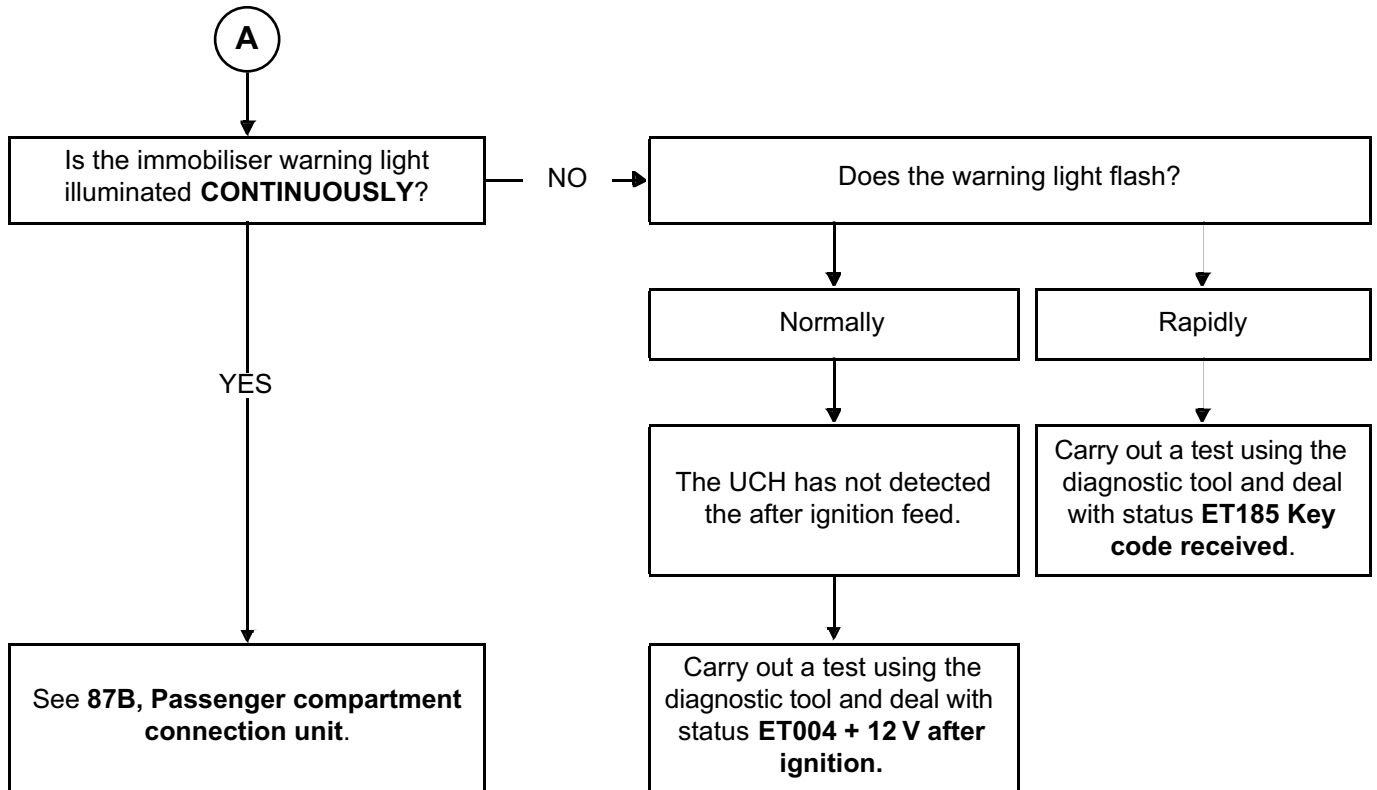 A
Is the immobiliser warning light
illuminated CONTINUOUSLY?
NO
Does the warning light flash?
Normally
Rapidly
YES
The UCH has not detected
the after ignition feed.
Carry out a test using the
diagnostic tool and deal
with status ET185 Key
code received.
See 87B, Passenger compartment
connection unit.
Carry out a test using the
diagnostic tool and deal with
status ET004 + 12 V after
ignition.